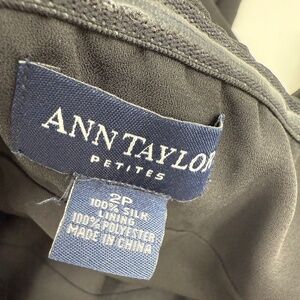 ANN TAYLOR
PETITES
2P
100% SILK
LINING
100% POLYESTER
MADE IN CHINA